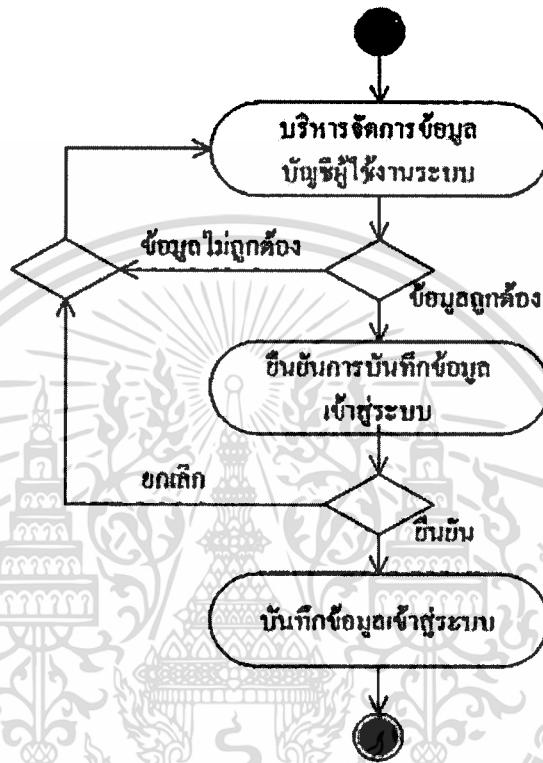 บริหารจัดการข้อมูล
บัญชีผู้ใช้งานระบบ
ข้อมูลไม่ถูกต้อง
ข้อมูลถูกต้อง
ยืนยันการบันทึกข้อมูล
เข้าสู่ระบบ
ยกเลิก
ยืนยัน
บันทึกข้อมูลเข้าสู่ระบบ